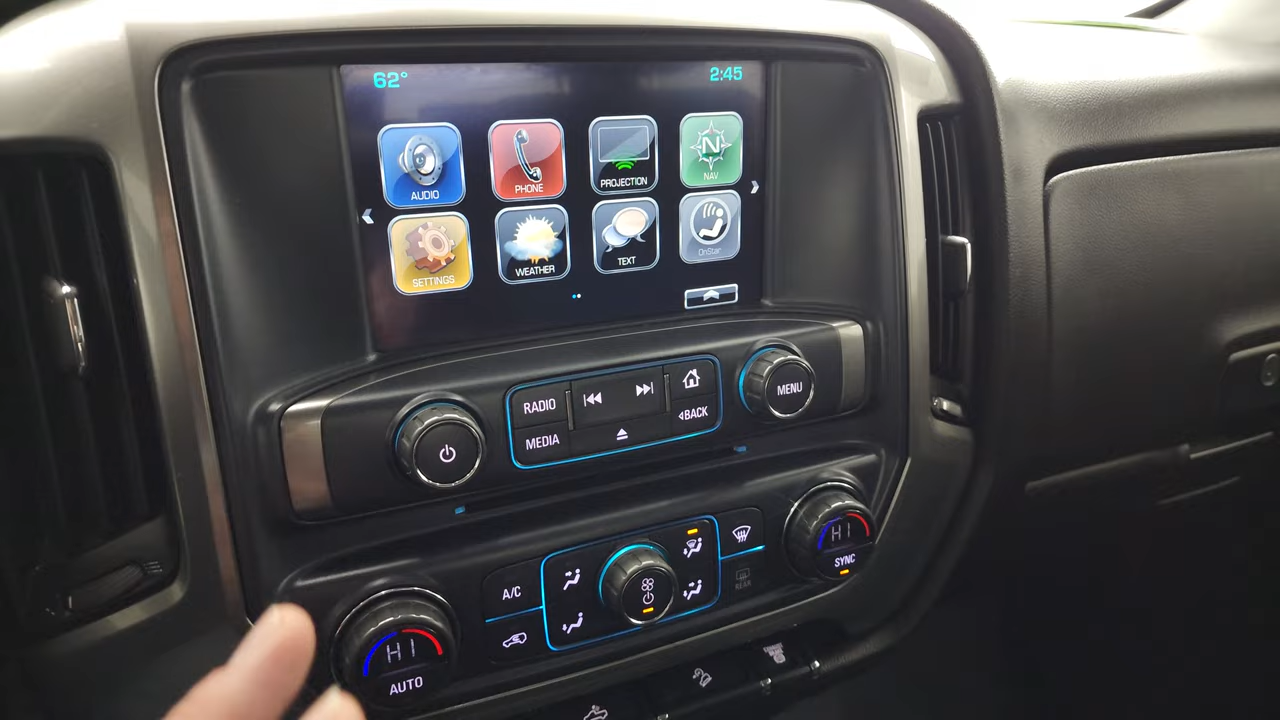 62°
2:45
AUDIO
PHONE
PROJECTION
N
NAV
SETTINGS
WEATHER
TEXT
OnStar
RADIO
MEDIA
BACK
MENU
A/C
REAR
HI
SYNC
HI
AUTO